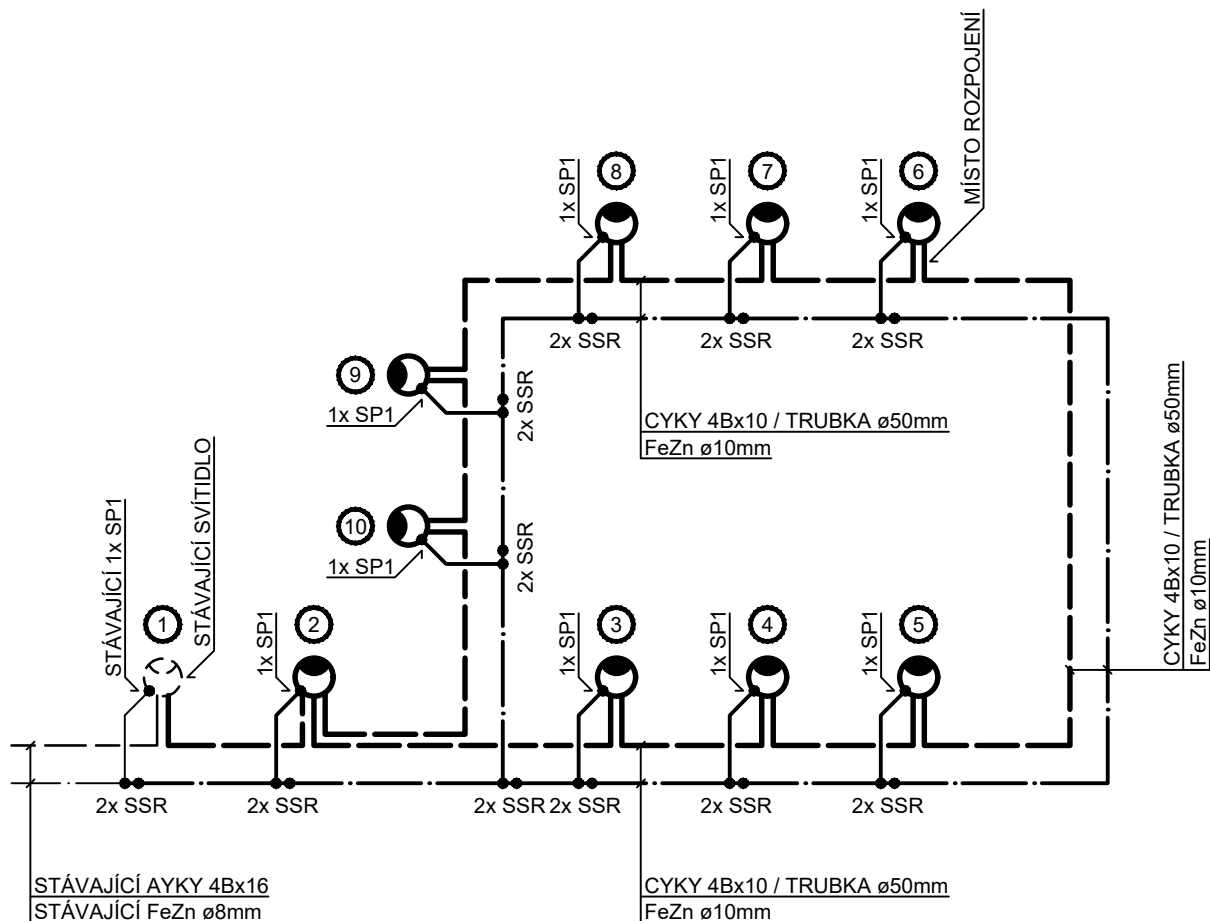 MÍSTO ROZPOJENÍ
8
7
6
1x SP1
1x SP1
1x SP1
2x SSR
2x SSR
2x SSR
9
1x SP1
2x SSR
CYKY 4Bx10 / TRUBKA ø50mm
FeZn ø10mm
CYKY 4Bx10 / TRUBKA ø50mm
FeZn ø10mm
10
1x SP1
2x SSR
STÁVAJÍCÍ 1x SP1
STÁVAJÍCÍ SVÍTIDLO
1
2
3
4
5
1x SP1
1x SP1
1x SP1
1x SP1
2x SSR
2x SSR
2x SSR
2x SSR
2x SSR
2x SSR
STÁVAJÍCÍ AYKY 4Bx16
STÁVAJÍCÍ FeZn ø8mm
CYKY 4Bx10 / TRUBKA ø50mm
FeZn ø10mm